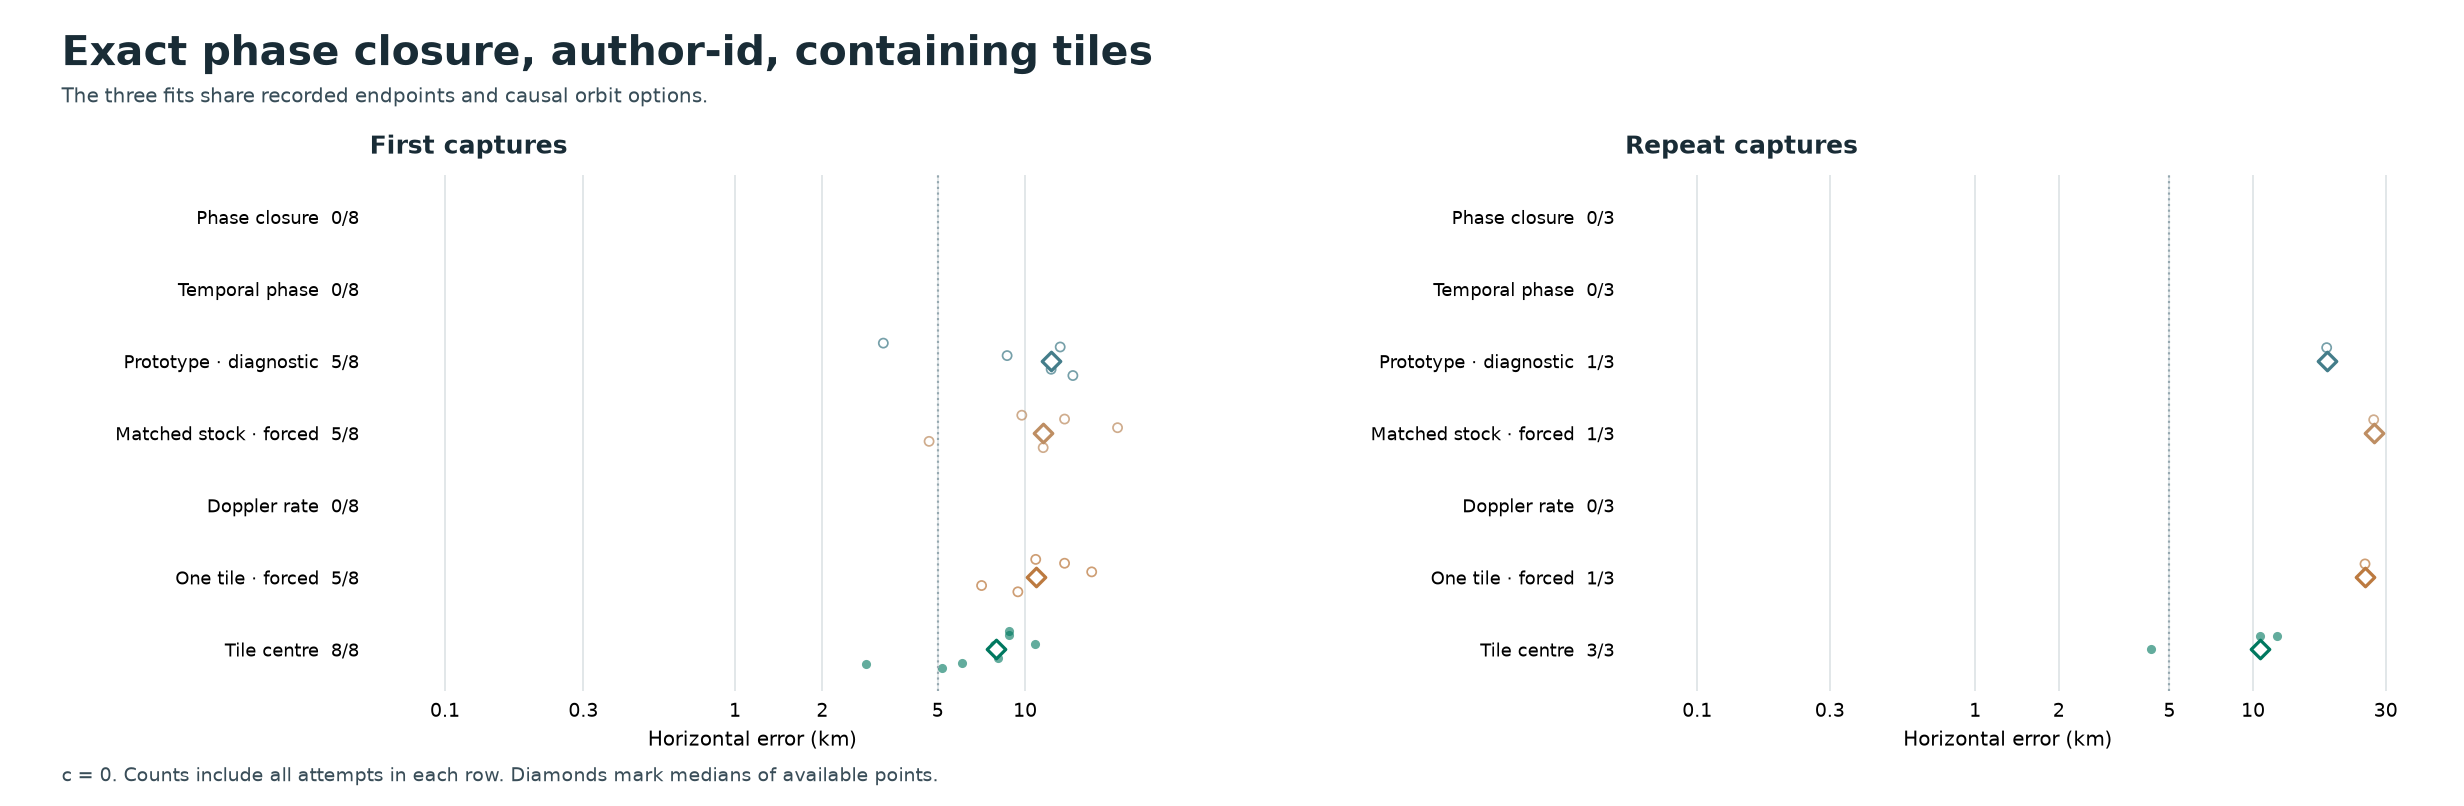 Exact phase closure, author-id, containing tiles
The three fits share recorded endpoints and causal orbit options.
First captures
Phase closure 0/8
Temporal phase 0/8
Prototype · diagnostic 5/8
Matched stock · forced 5/8
Doppler rate 0/8
One tile · forced 5/8
Tile centre 8/8
0.1 0.3 1 2 5 10
Horizontal error (km)
Repeat captures
Phase closure 0/3
Temporal phase 0/3
Prototype · diagnostic 1/3
Matched stock · forced 1/3
Doppler rate 0/3
One tile · forced 1/3
Tile centre 3/3
0.1 0.3 1 2 5 10 30
Horizontal error (km)
c = 0. Counts include all attempts in each row. Diamonds mark medians of available points.